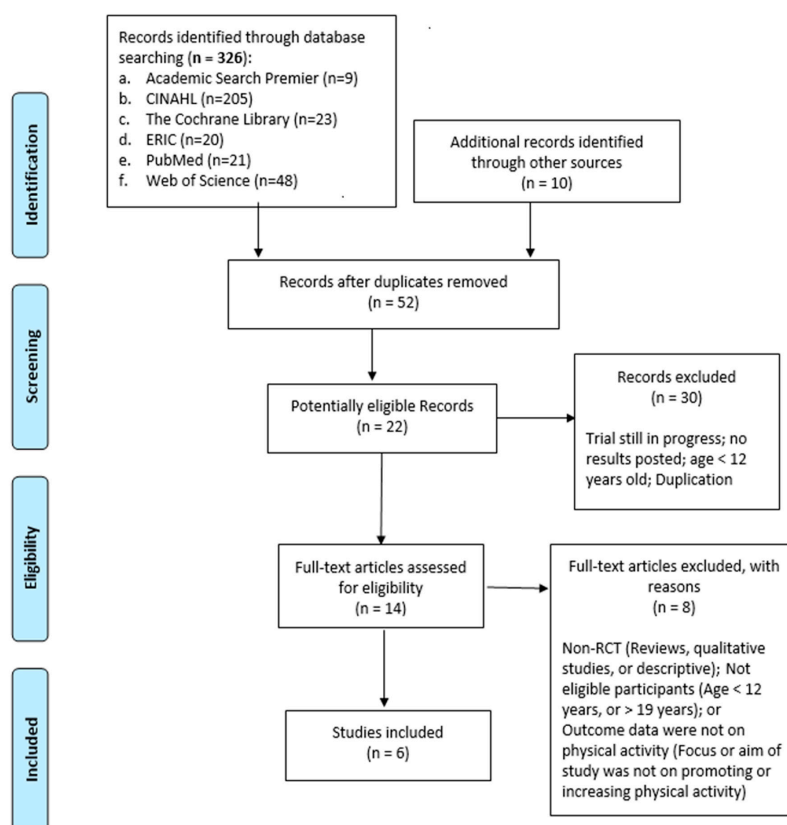 Identification
Records identified through database
searching (n = 326):
a. Academic Search Premier (n=9)
b. CINAHL (n=205)
c. The Cochrane Library (n=23)
d. ERIC (n=20)
e. PubMed (n=21)
f. Web of Science (n=48)
Additional records identified
through other sources
(n = 10)
Records after duplicates removed
(n = 52)
Screening
Potentially eligible Records
(n = 22)
Records excluded
(n = 30)
Trial still in progress; no
results posted; age < 12
years old; Duplication
Eligibility
Full-text articles assessed
for eligibility
(n = 14)
Full-text articles excluded, with
reasons
(n = 8)
Non-RCT (Reviews, qualitative
studies, or descriptive); Not
eligible participants (Age < 12
years, or > 19 years); or
Outcome data were not on
physical activity (Focus or aim of
study was not on promoting or
increasing physical activity)
Included
Studies included
(n = 6)